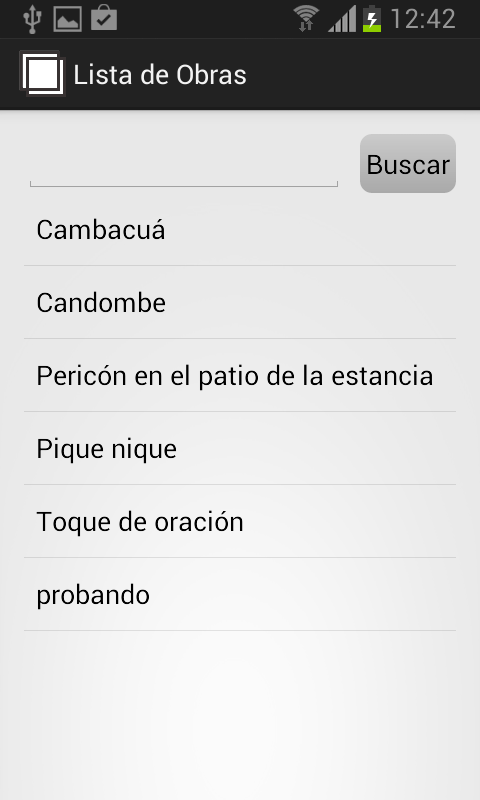 12:42
Lista de Obras
Buscar
Cambacuá
Candombe
Pericón en el patio de la estancia
Pique nique
Toque de oración
probando